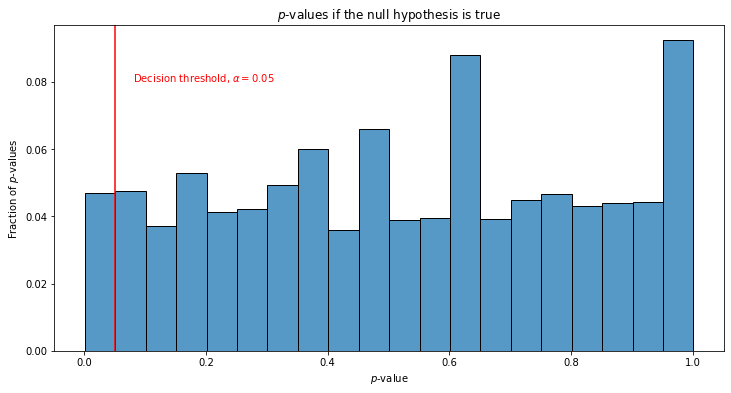 p-values if the null hypothesis is true
Decision threshold, α = 0.05
Fraction of p-values
0.08
0.06
0.04
0.02
0.00
0.0 0.2 0.4 0.6 0.8 1.0
p-value